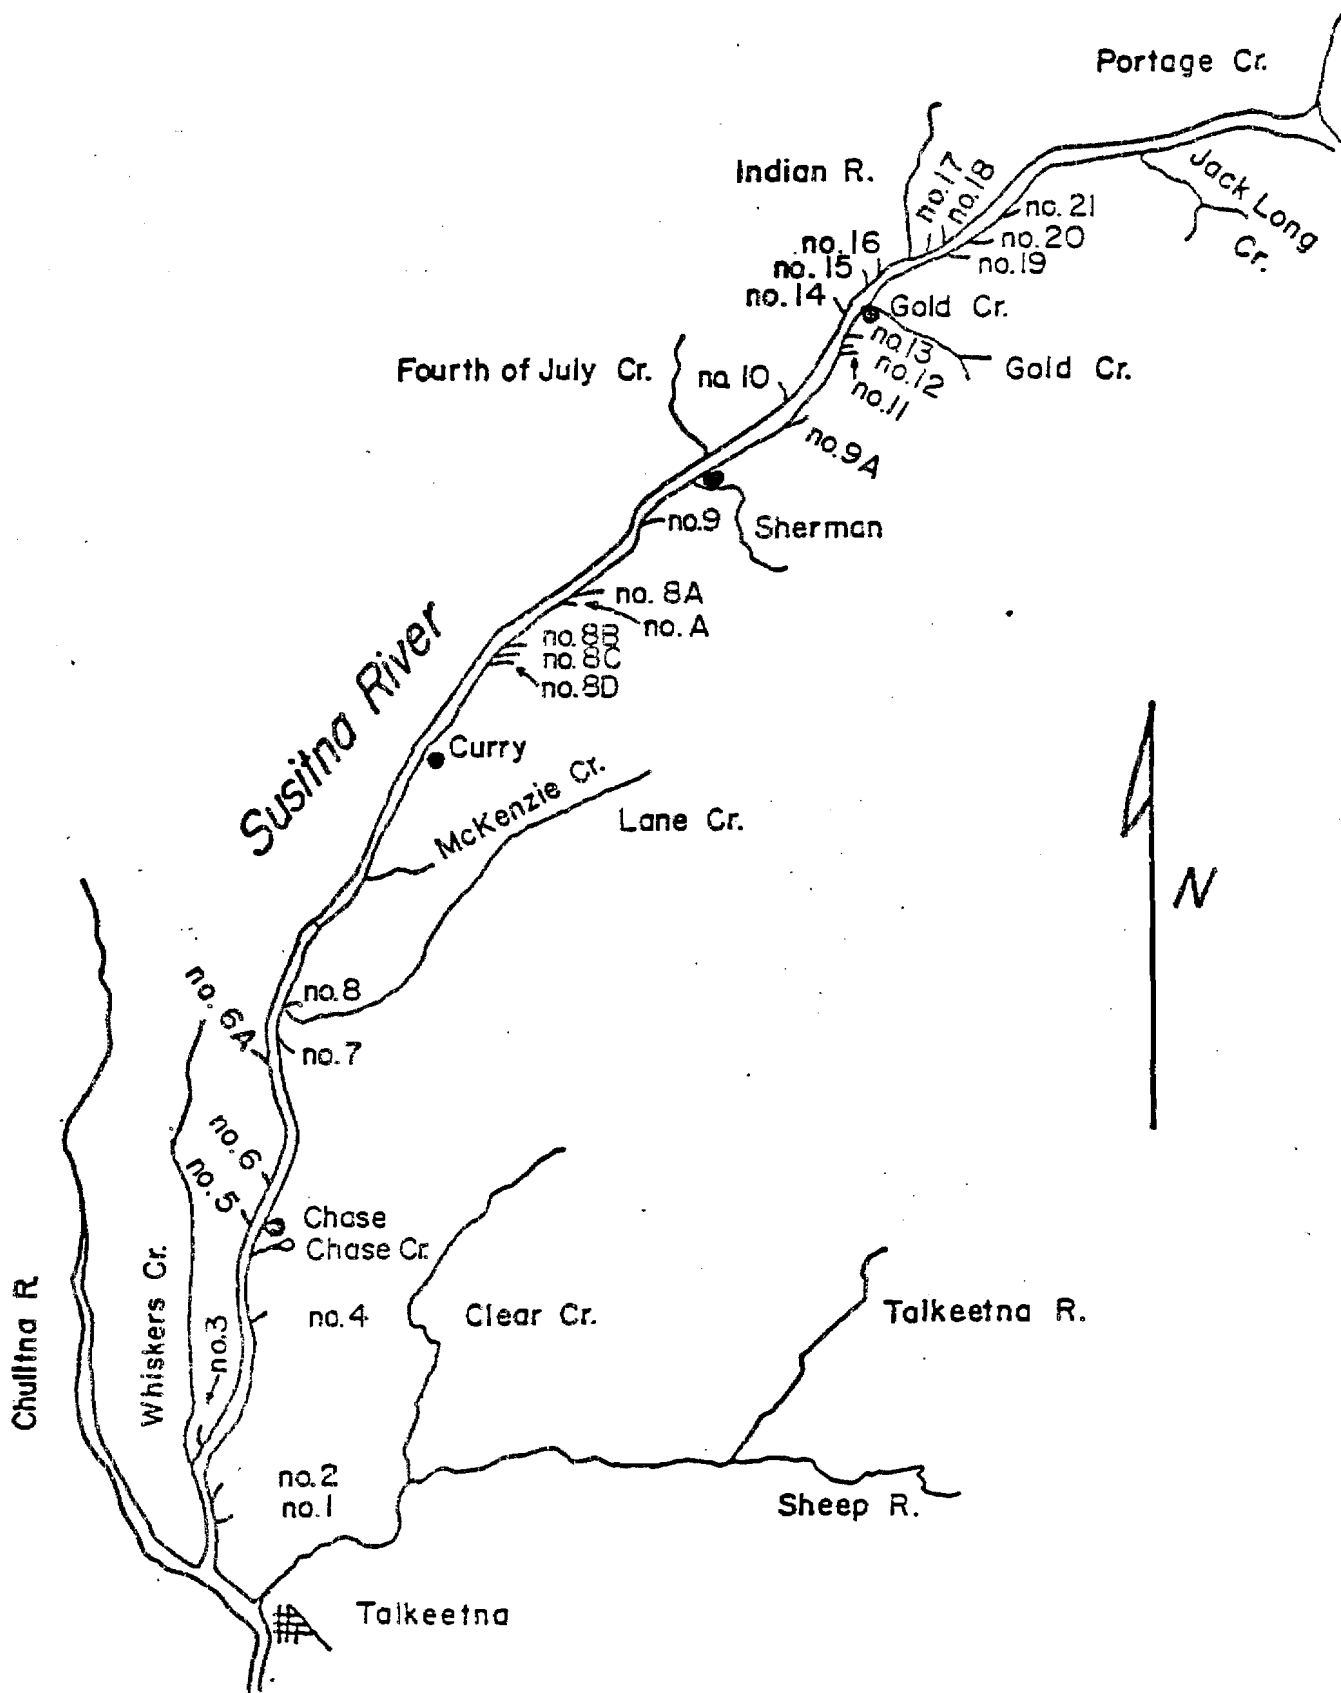 Portage Cr.
Jack Long
Cr.
Indian R.
no.17
no.18
no.21
no.20
no.19
no.16
no.15
no.14
Gold Cr.
no.13
no.12
no.11
Gold Cr.
Fourth of July Cr.
no.10
no.9A
no.9
Sherman
no. 8A
no. A
no.8B
no.8C
no.8D
Susitna River
Curry
McKenzie Cr.
Lane Cr.
N
no.8
no. 6A
no.7
no.6
no.5
Chase
Chase Cr.
no.4
no.3
Whiskers Cr.
Chulitna R
Clear Cr.
Talkeetna R.
no.2
no.1
Sheep R.
Talkeetna